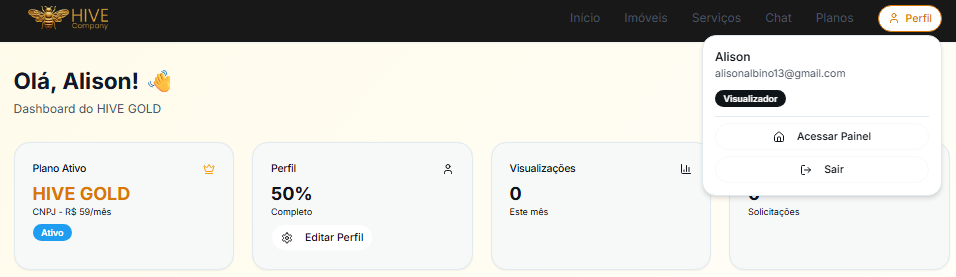 HIVE
Company
Início Imóveis Serviços Chat Planos Perfil
Alison
alisonalbino13@gmail.com
Visualizador
Acessar Painel
Sair
Olá, Alison! 👋
Dashboard do HIVE GOLD
Plano Ativo
HIVE GOLD
CNPJ - R$ 59/mês
Ativo
Perfil
50%
Completo
Editar Perfil
Visualizações
0
Este mês
Solicitações